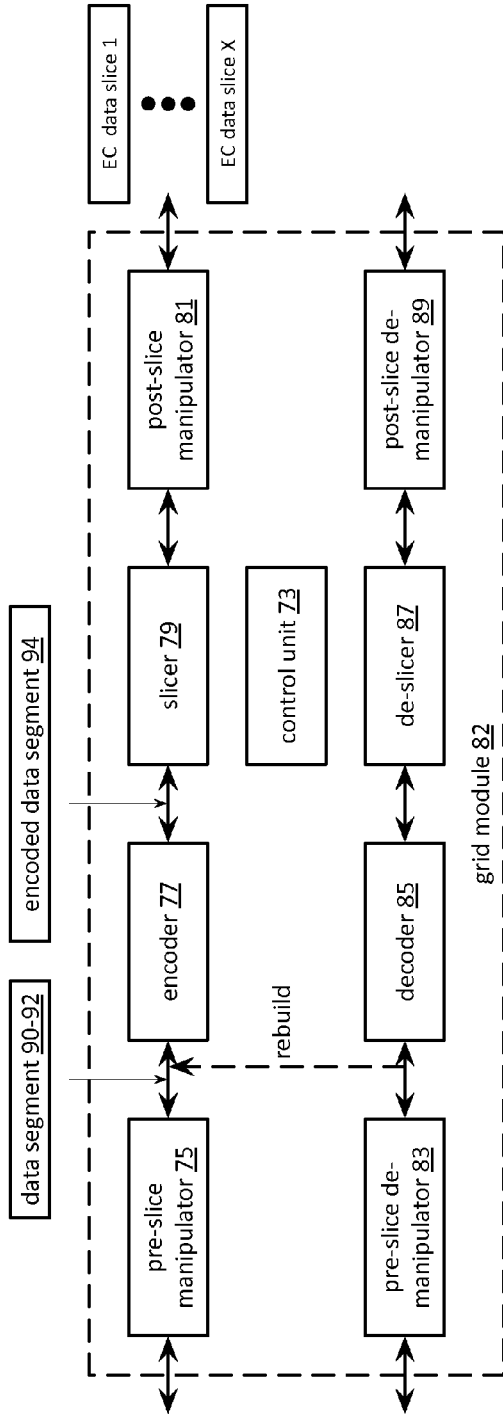 data segment 90-92
encoded data segment 94
EC data slice 1
EC data slice X
pre-slice
manipulator 75
encoder 77
slicer 79
post-slice
manipulator 81
rebuild
control unit 73
pre-slice de-
manipulator 83
decoder 85
de-slicer 87
post-slice de-
manipulator 89
grid module 82